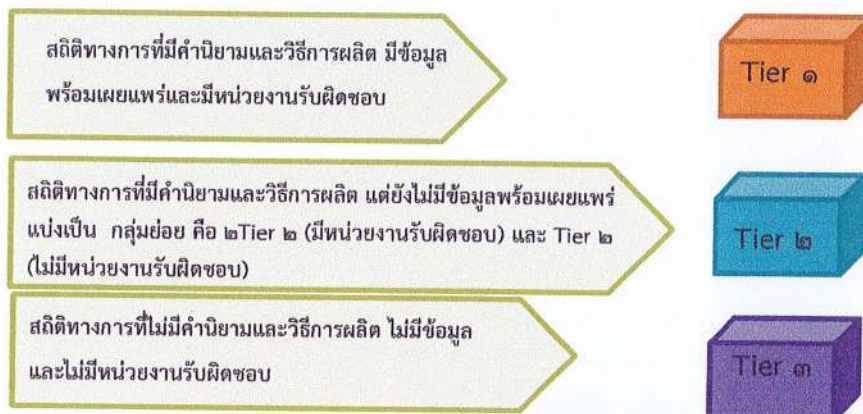 สถิติทางการที่มีคำนิยามและวิธีการผลิต มีข้อมูล
พร้อมเผยแพร่และมีหน่วยงานรับผิดชอบ
Tier ๑
สถิติทางการที่มีคำนิยามและวิธีการผลิต แต่ยังไม่มีข้อมูลพร้อมเผยแพร่
แบ่งเป็น กลุ่มย่อย คือ ๒Tier ๒ (มีหน่วยงานรับผิดชอบ) และ Tier ๒
(ไม่มีหน่วยงานรับผิดชอบ)
Tier ๒
สถิติทางการที่ไม่มีคำนิยามและวิธีการผลิต ไม่มีข้อมูล
และไม่มีหน่วยงานรับผิดชอบ
Tier ๓